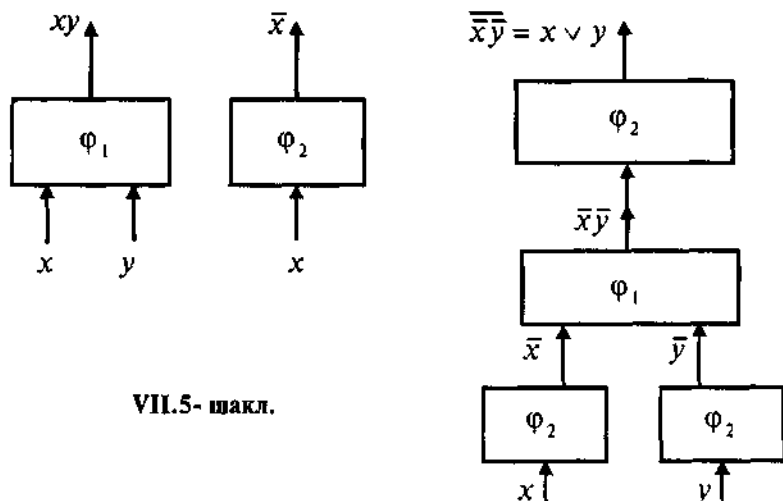 xy
x̄
φ₁
φ₂
x
y
x
VII.5- шакл.
x̄ȳ̿ = x ∨ y
φ₂
x̄ȳ
φ₁
x̄
ȳ
φ₂
φ₂
x
y